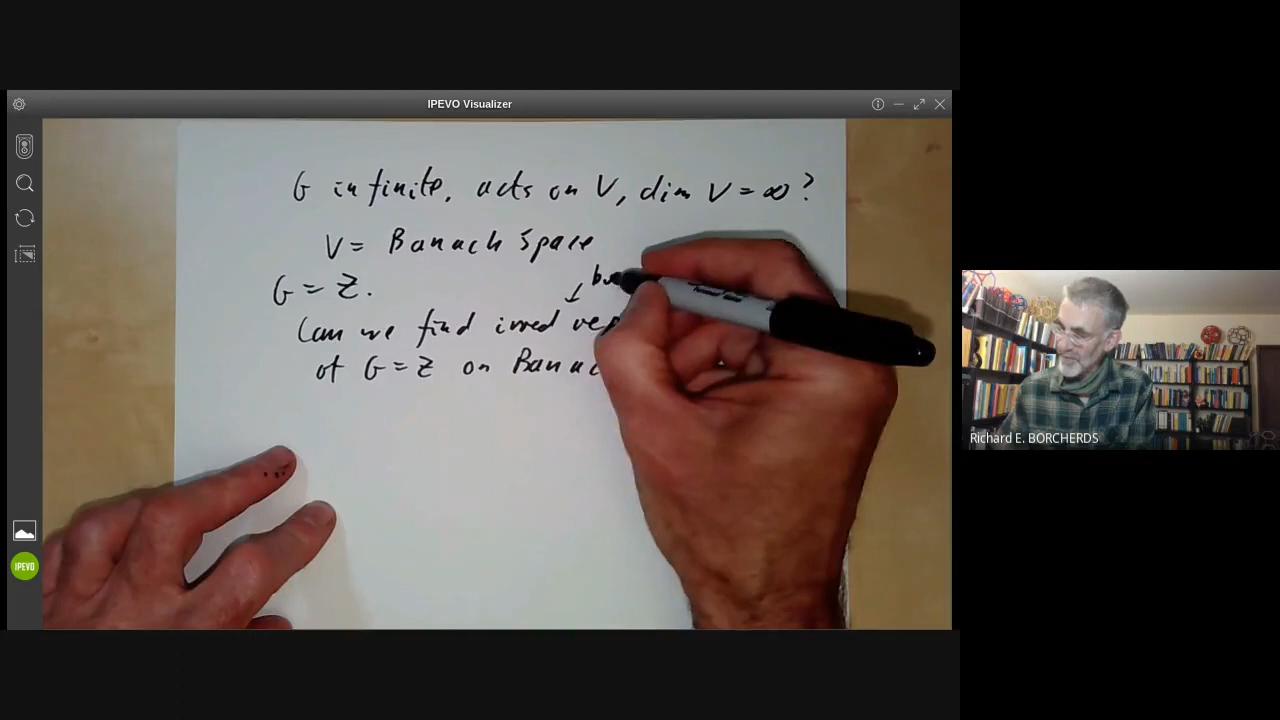 IPEVO Visualizer
G infinite, acts on V, dim V = ∞?
V = Banach Space
G = Z.
Can we find irred rep
of G = Z on Banac
IPEVO
Richard E. BORCHERDS